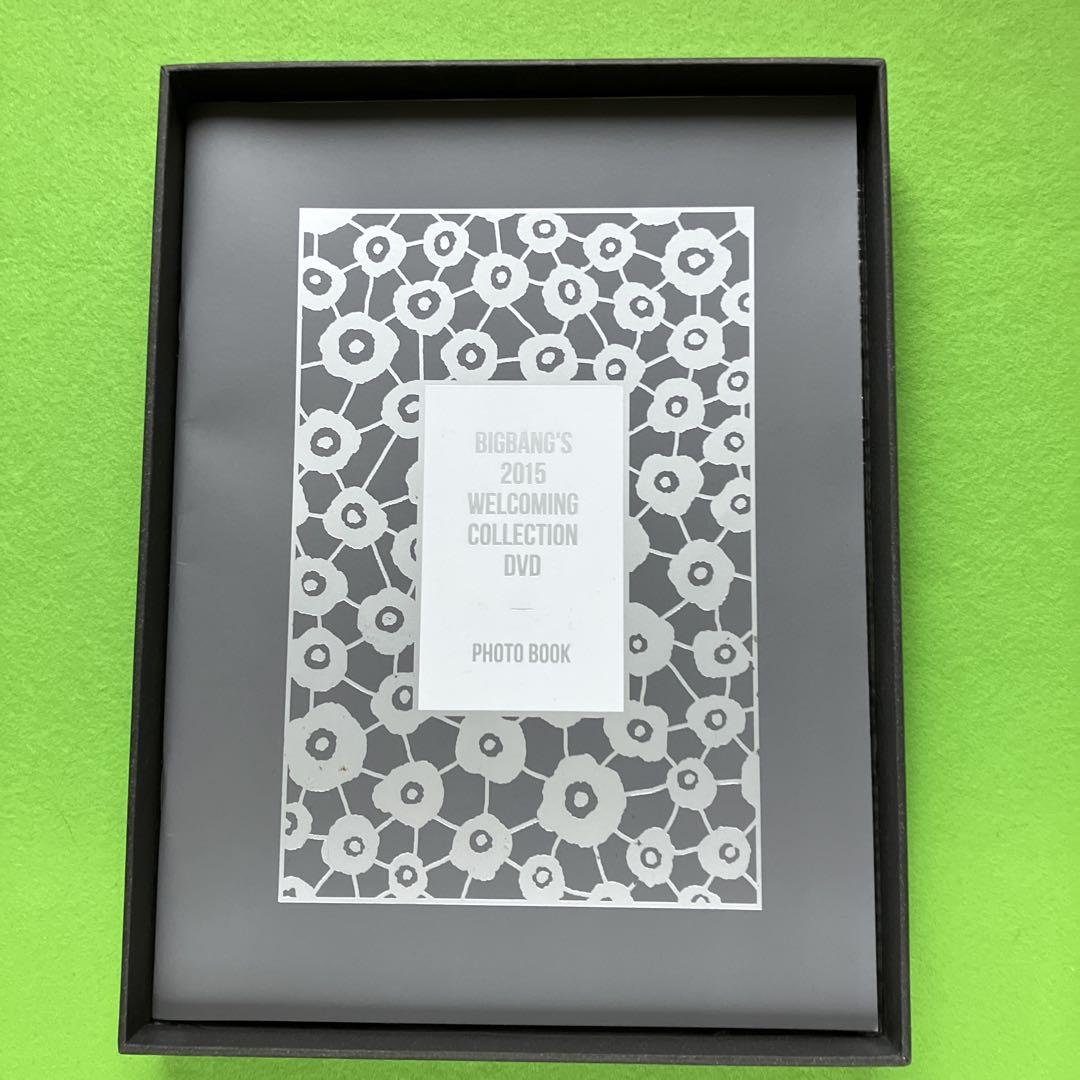 BIGBANG'S
2015
WELCOMING
COLLECTION
DVD
PHOTO BOOK